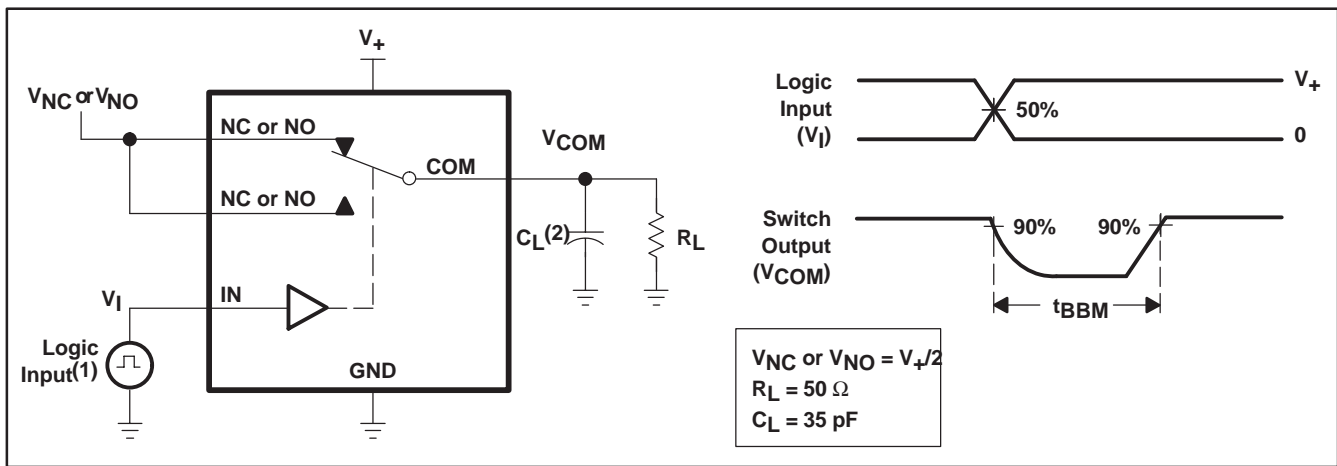 V+
VNC or VNO
NC or NO
COM
VCOM
NC or NO
CL(2)
RL
VI
IN
Logic
Input(1)
GND
Logic
Input
(VI)
V+
50%
0
Switch
Output
(VCOM)
90%
90%
tBBM
VNC or VNO = V+/2
RL = 50 Ω
CL = 35 pF